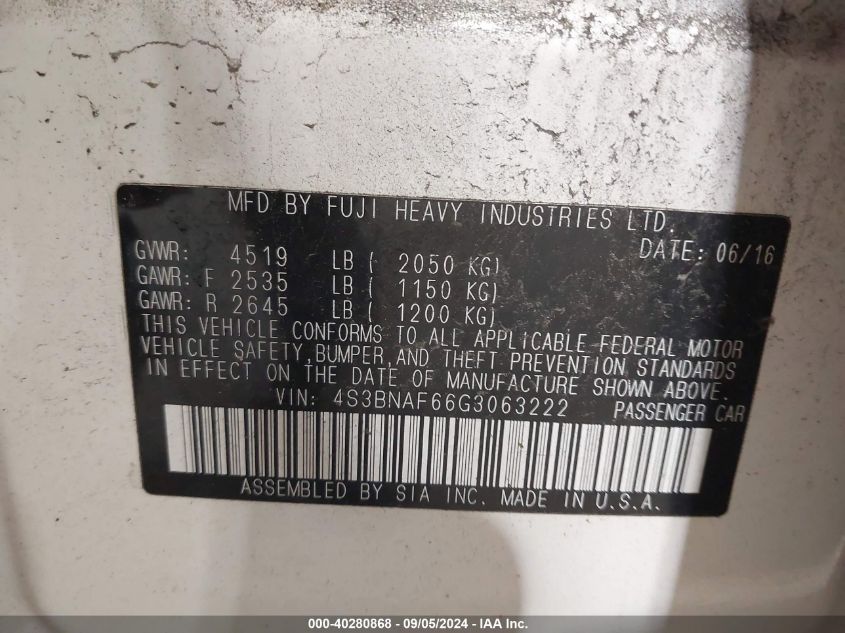 MFD BY FUJI HEAVY INDUSTRIES LTD.
GVWR: 4519 LB ( 2050 KG) DATE: 06/16
GAWR: F 2535 LB ( 1150 KG)
GAWR: R 2645 LB ( 1200 KG)
THIS VEHICLE CONFORMS TO ALL APPLICABLE FEDERAL MOTOR
VEHICLE SAFETY, BUMPER, AND THEFT PREVENTION STANDARDS
IN EFFECT ON THE DATE OF MANUFACTURE SHOWN ABOVE.
VIN: 4S3BNAF66G3063222 PASSENGER CAR
ASSEMBLED BY SIA INC. MADE IN U.S.A.
000-40280868 - 09/05/2024 - IAA Inc.